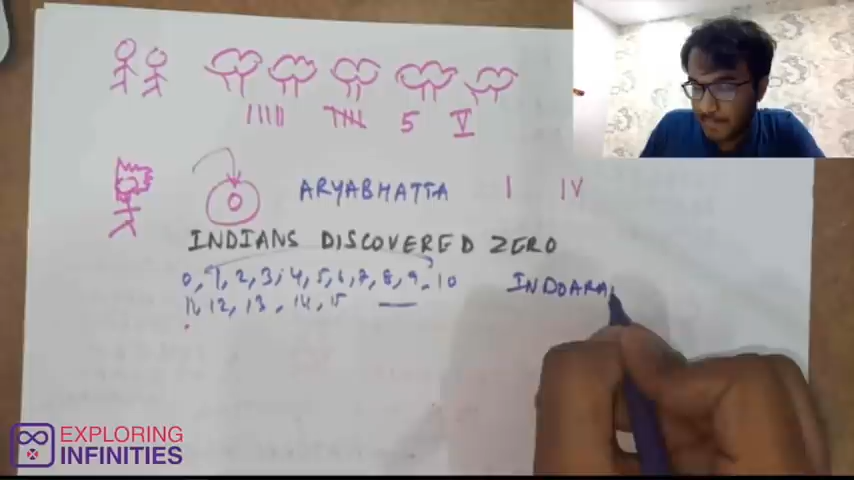 |||| 5 V
0 ARYABHATTA I IV
INDIANS DISCOVERED ZERO
0, 1, 2, 3, 4, 5, 6, 7, 8, 9, 10
11, 12, 13, 14, 15
INDOARA
EXPLORING
INFINITIES